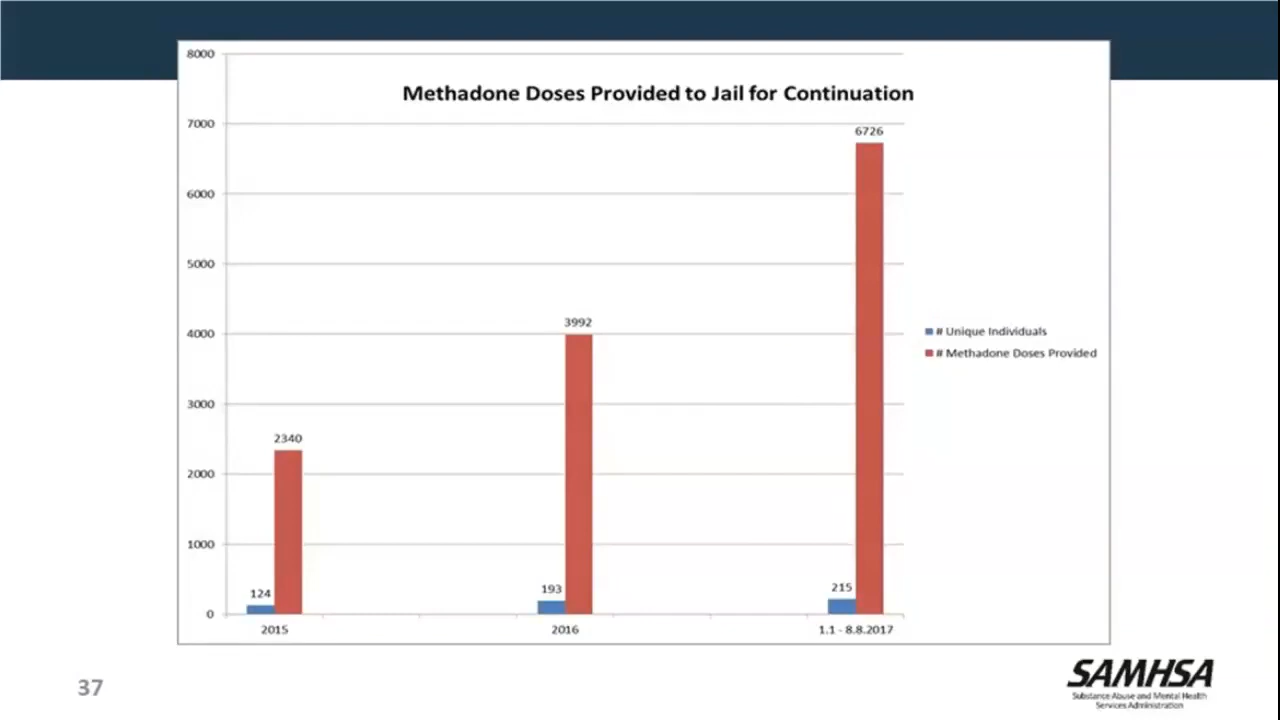 Methadone Doses Provided to Jail for Continuation
8000
7000
6000
5000
4000
3000
2000
1000
0
124
2340
193
3992
215
6726
2015
2016
1.1 - 8.8.2017
# Unique Individuals
# Methadone Doses Provided
37
SAMHSA
Substance Abuse and Mental Health
Services Administration